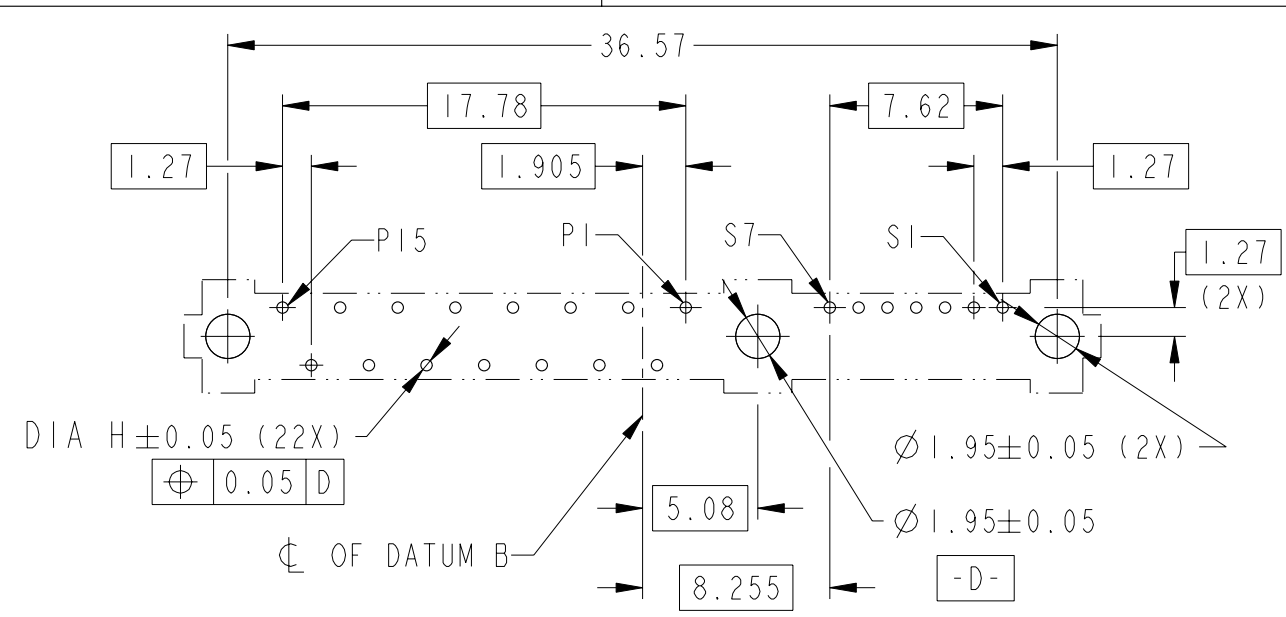 36.57
17.78
7.62
1.27
1.905
1.27
P15
P1
S7
S1
1.27
(2X)
DIA H±0.05 (22X)
⌖ 0.05 D
⌀1.95±0.05 (2X)
5.08
⌀1.95±0.05
℄ OF DATUM B
-D-
8.255